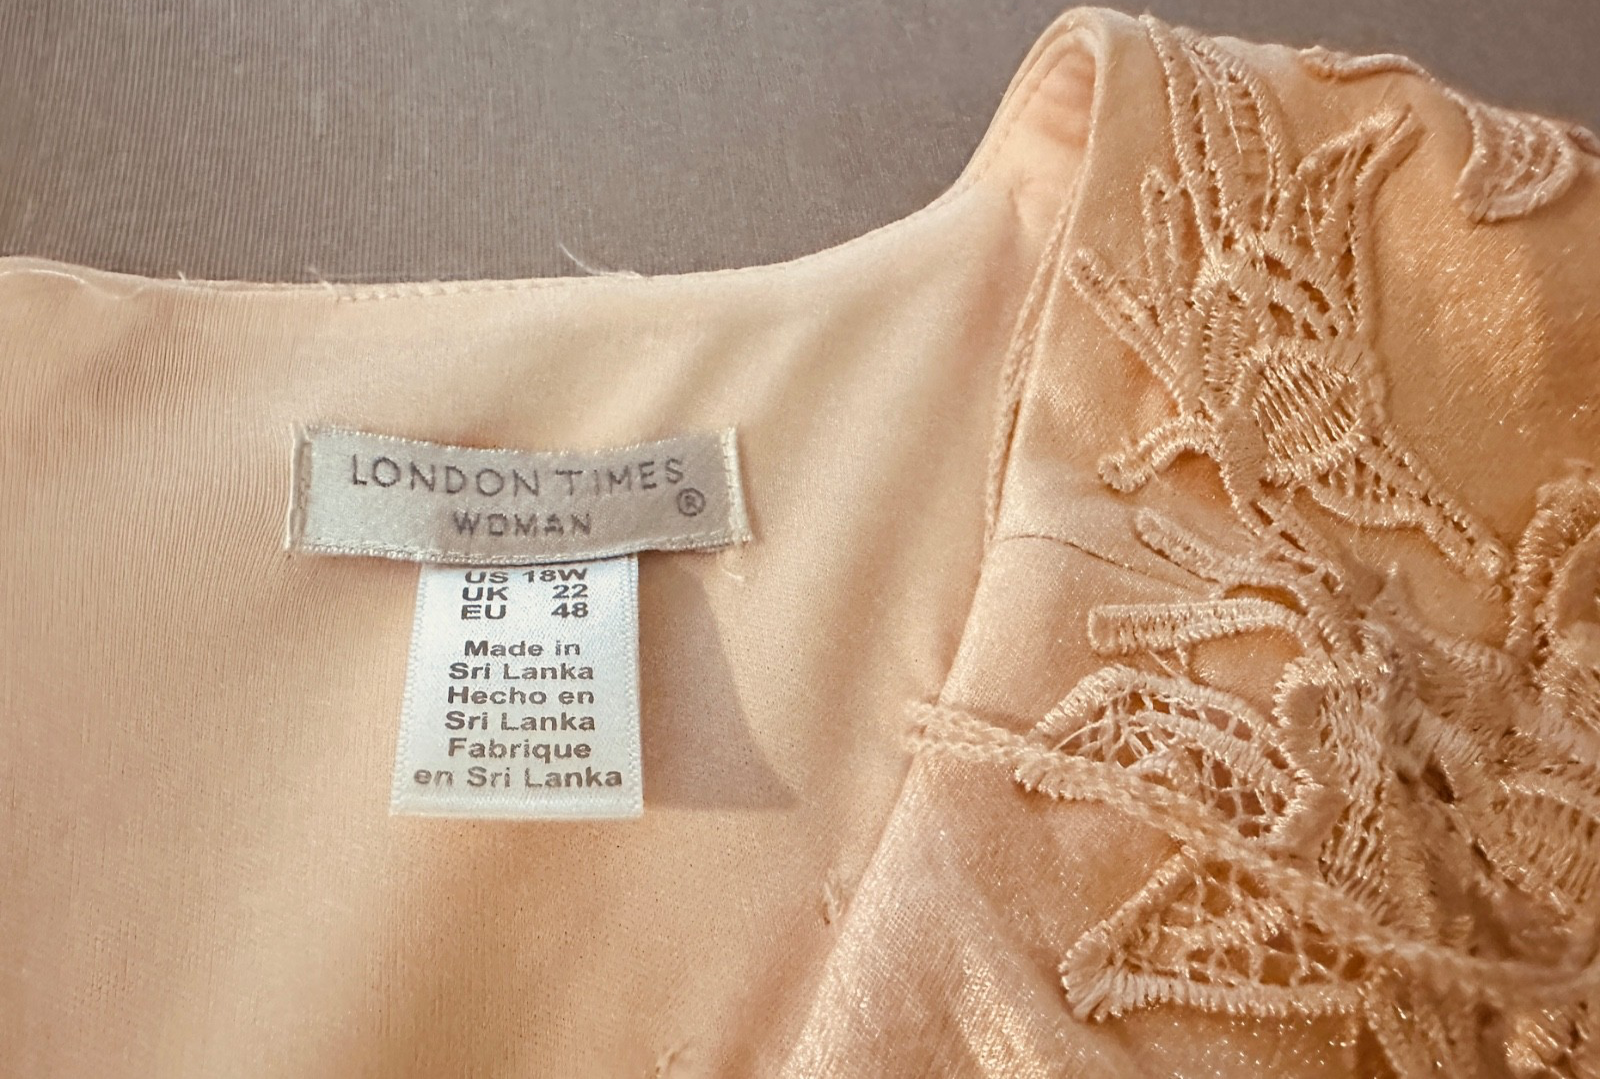 LONDON TIMES
®
WOMAN
US 18W
UK 22
EU 48
Made in
Sri Lanka
Hecho en
Sri Lanka
Fabrique
en Sri Lanka